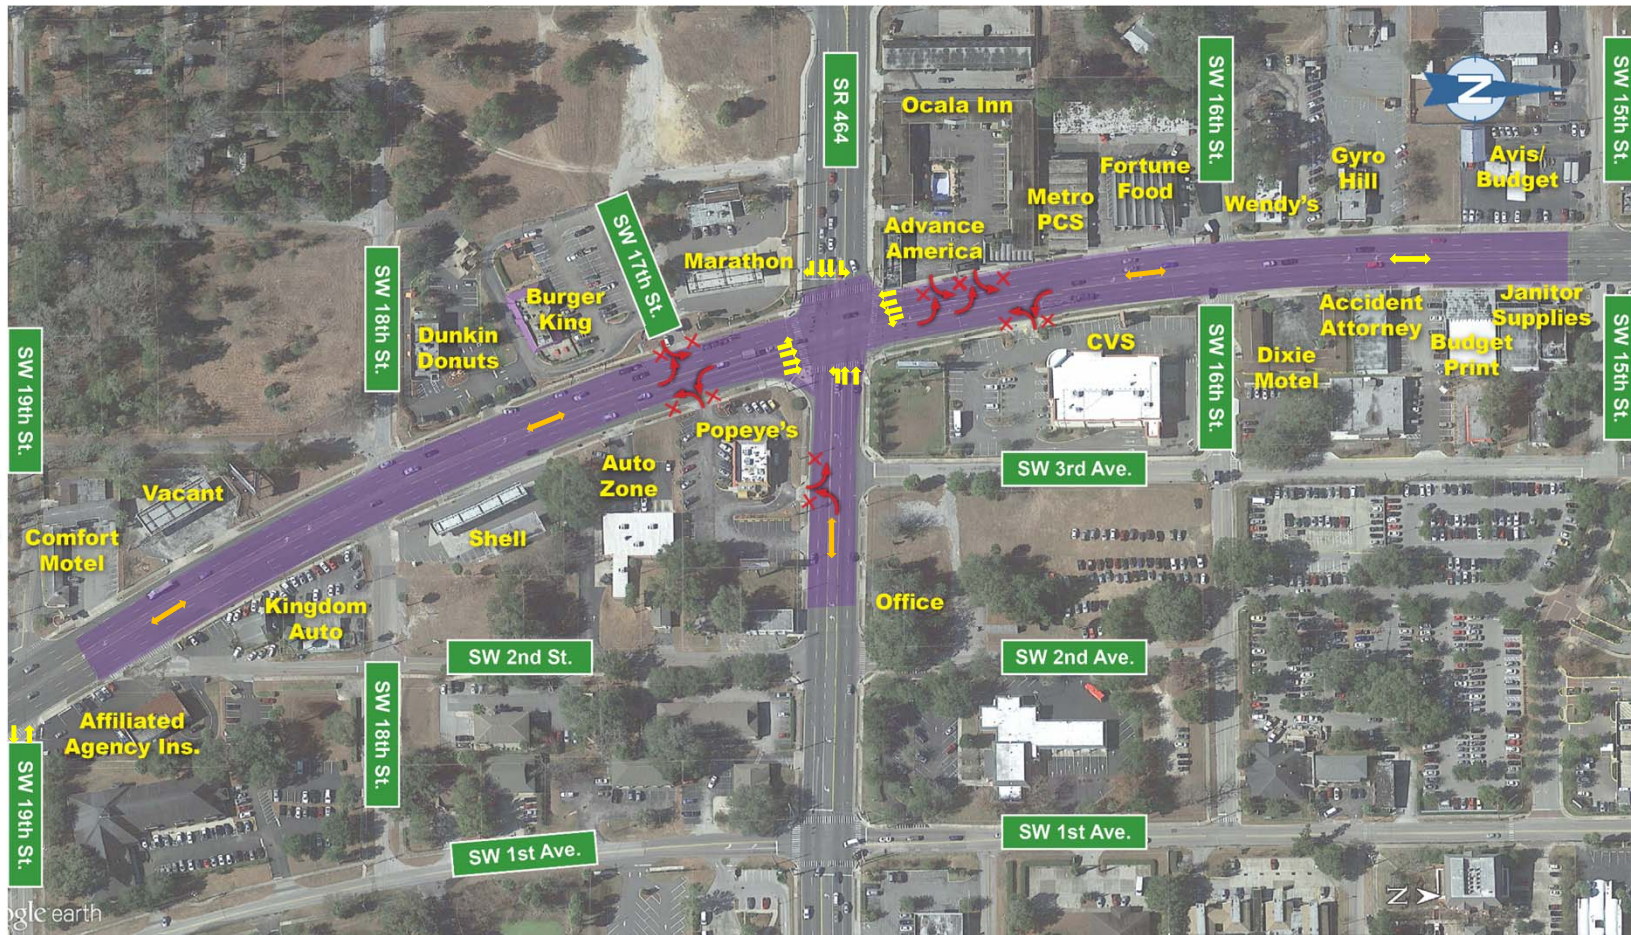 SR 464
SW 16th St.
SW 15th St.
N
Ocala Inn
Gyro
Hill
Avis/
Budget
Fortune
Food
Metro
PCS
Wendy's
Advance
America
SW 17th St.
Marathon
SW 18th St.
Burger
King
Dunkin
Donuts
SW 19th St.
CVS
SW 16th St.
Dixie
Motel
Accident
Attorney
Budget
Print
Janitor
Supplies
SW 15th St.
Popeye's
Auto
Zone
SW 3rd Ave.
Vacant
Comfort
Motel
Shell
Kingdom
Auto
Office
SW 2nd St.
SW 2nd Ave.
SW 18th St.
Affiliated
Agency Ins.
SW 19th St.
SW 1st Ave.
SW 1st Ave.
ogle earth
N